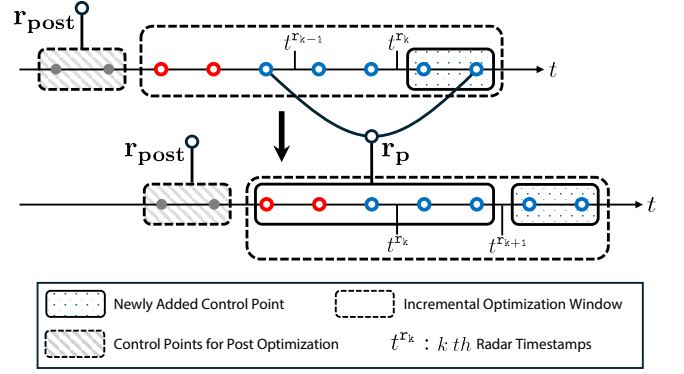 r_post
t^{r_{k-1}} t^{r_k}
t
r_post
r_p
t
t^{r_k} t^{r_{k+1}}
Newly Added Control Point
Incremental Optimization Window
Control Points for Post Optimization
t^{r_k} : k th Radar Timestamps